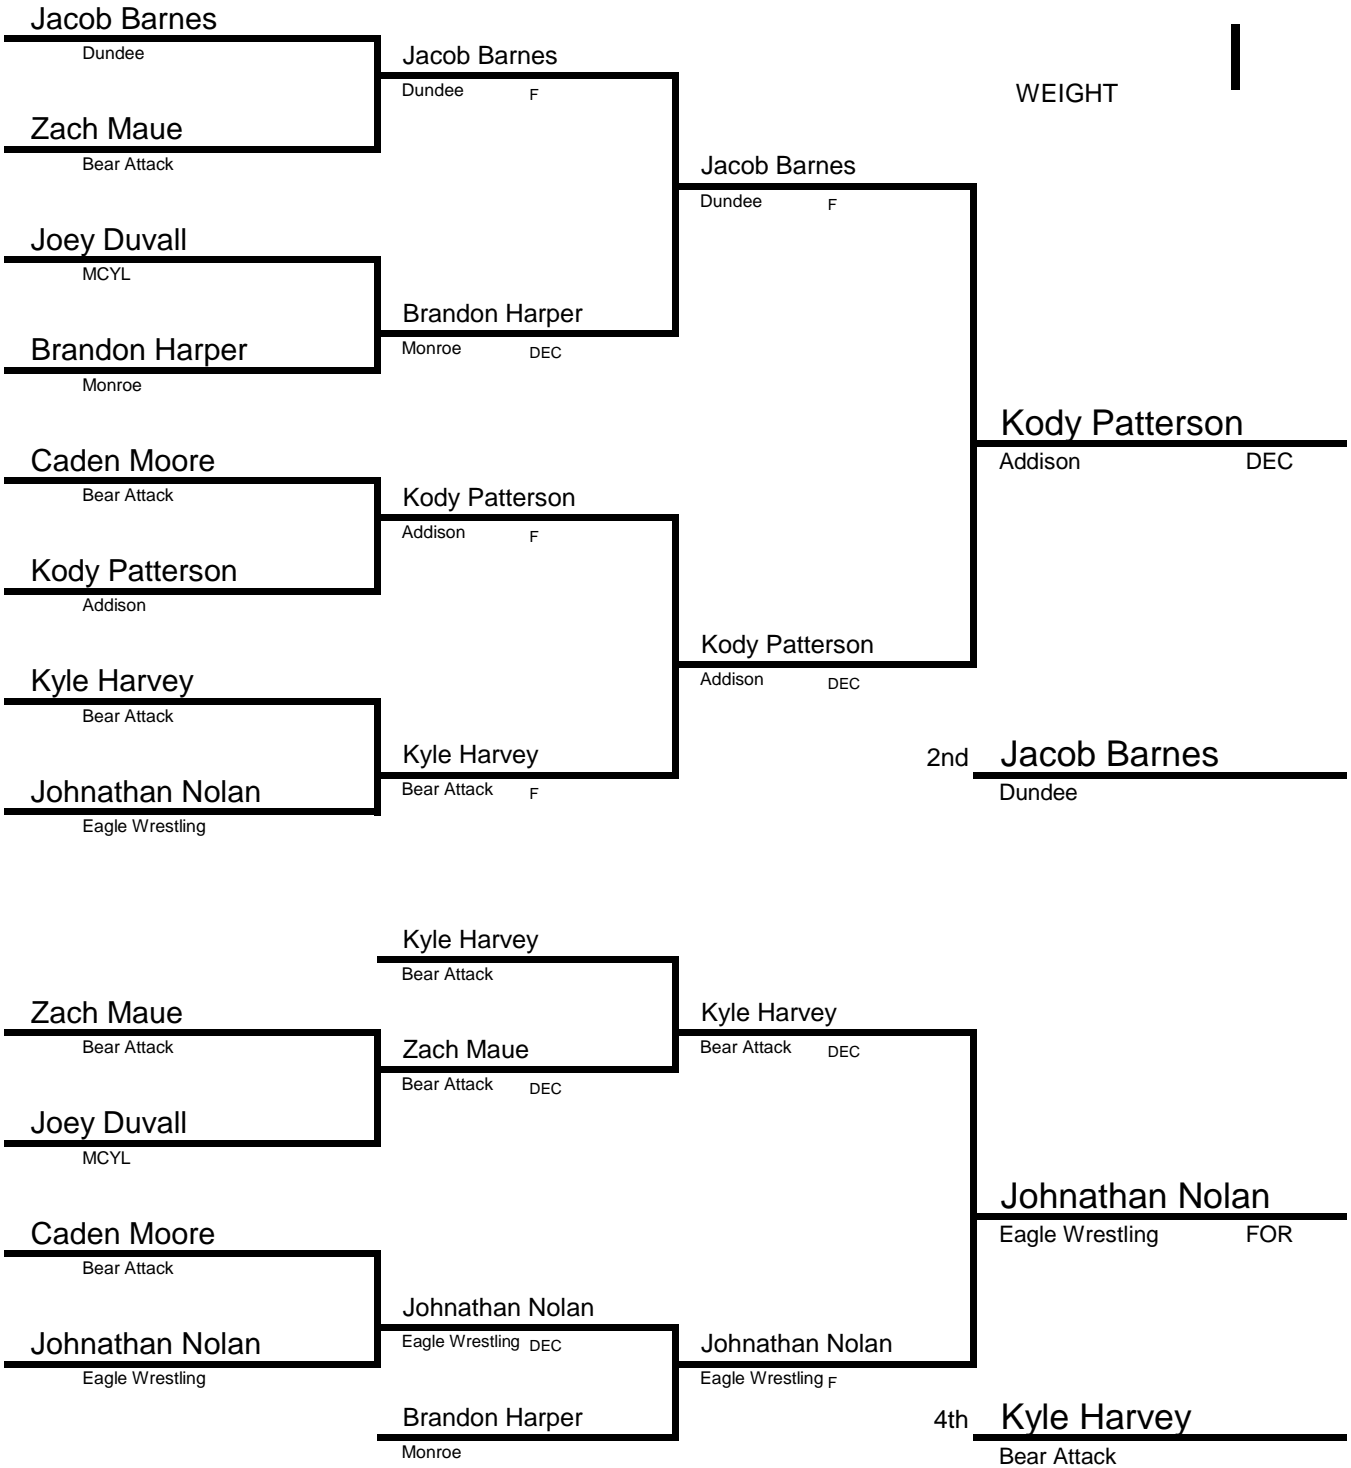 Jacob Barnes
Dundee
Jacob Barnes
Dundee F
WEIGHT
Zach Maue
Bear Attack
Jacob Barnes
Dundee F
Joey Duvall
MCYL
Brandon Harper
Monroe DEC
Brandon Harper
Monroe
Kody Patterson
Addison DEC
Caden Moore
Bear Attack
Kody Patterson
Addison F
Kody Patterson
Addison
Kody Patterson
Addison DEC
Kyle Harvey
Bear Attack
Kyle Harvey
Bear Attack F
2nd Jacob Barnes
Dundee
Johnathan Nolan
Eagle Wrestling
Kyle Harvey
Bear Attack
Zach Maue
Bear Attack
Kyle Harvey
Bear Attack DEC
Zach Maue
Bear Attack DEC
Joey Duvall
MCYL
Johnathan Nolan
Eagle Wrestling FOR
Caden Moore
Bear Attack
Johnathan Nolan
Eagle Wrestling DEC
Johnathan Nolan
Eagle Wrestling
Johnathan Nolan
Eagle Wrestling F
Brandon Harper
Monroe
4th Kyle Harvey
Bear Attack